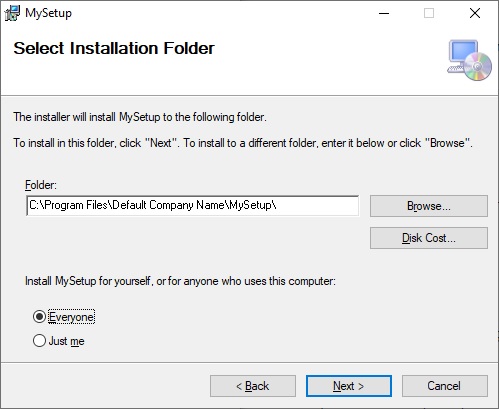 MySetup
Select Installation Folder
The installer will install MySetup to the following folder.
To install in this folder, click "Next". To install to a different folder, enter it below or click "Browse".
Folder:
C:\Program Files\Default Company Name\MySetup\
Browse...
Disk Cost...
Install MySetup for yourself, or for anyone who uses this computer:
Everyone
Just me
< Back
Next >
Cancel